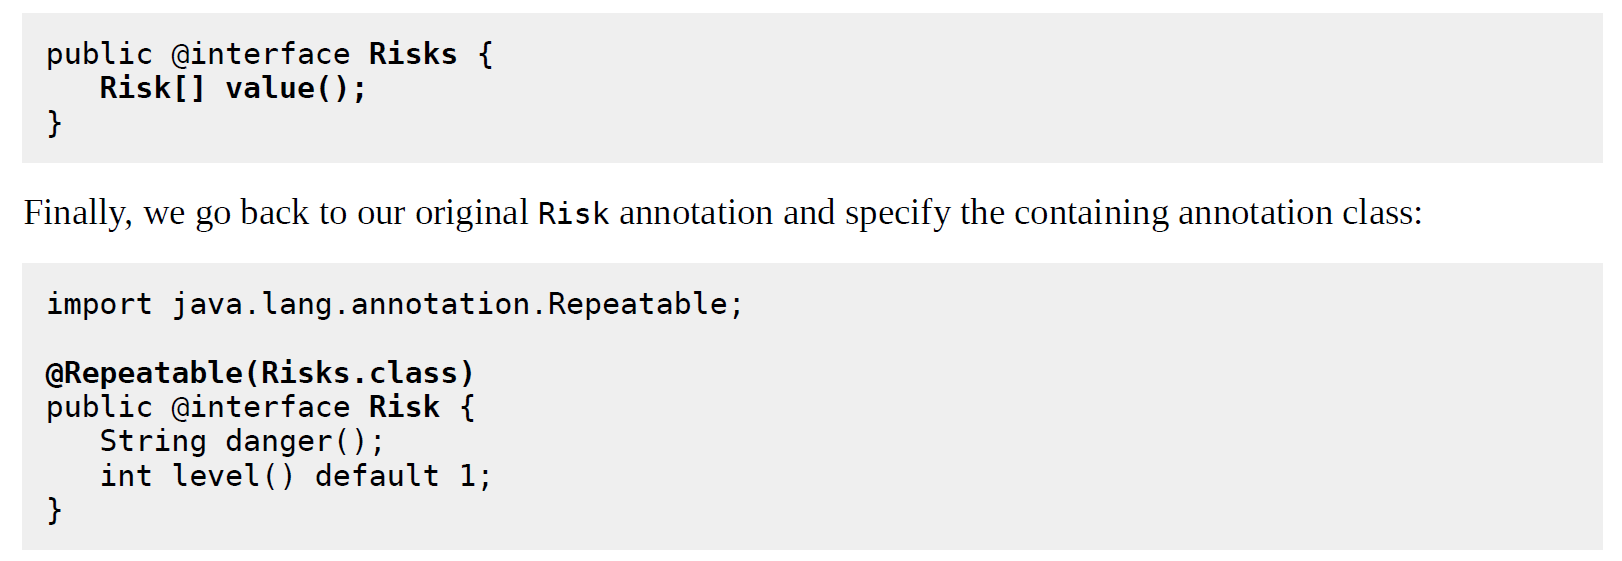 public @interface Risks {
   Risk[] value();
}
Finally, we go back to our original Risk annotation and specify the containing annotation class:
import java.lang.annotation.Repeatable;
@Repeatable(Risks.class)
public @interface Risk {
   String danger();
   int level() default 1;
}